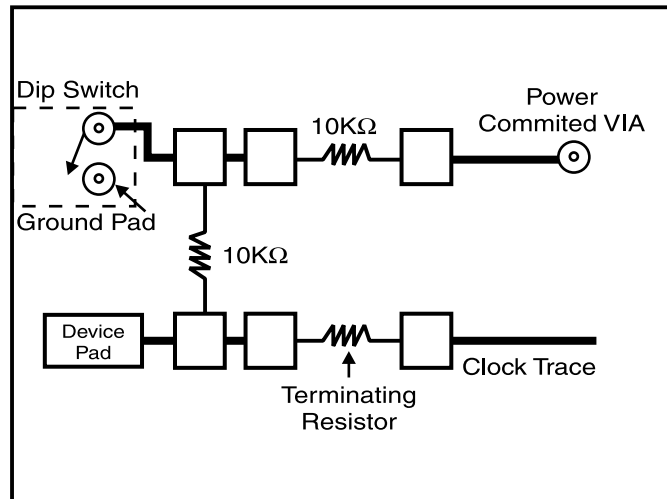 Dip Switch
Ground Pad
10KΩ
Power
Commited VIA
10KΩ
Device
Pad
Terminating
Resistor
Clock Trace